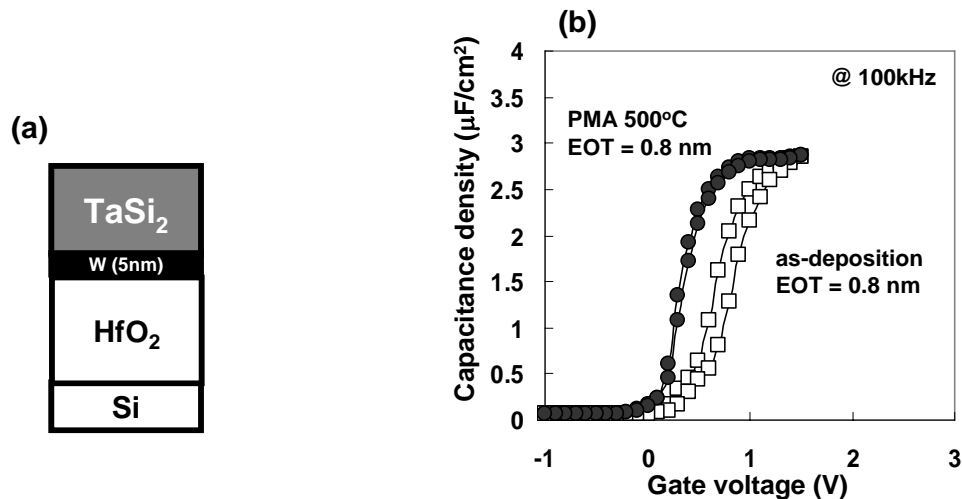 (a)
TaSi2
W (5nm)
HfO2
Si
(b)
Capacitance density (µF/cm2)
4
3.5
3
2.5
2
1.5
1
0.5
0
@ 100kHz
PMA 500oC
EOT = 0.8 nm
as-deposition
EOT = 0.8 nm
-1 0 1 2 3
Gate voltage (V)